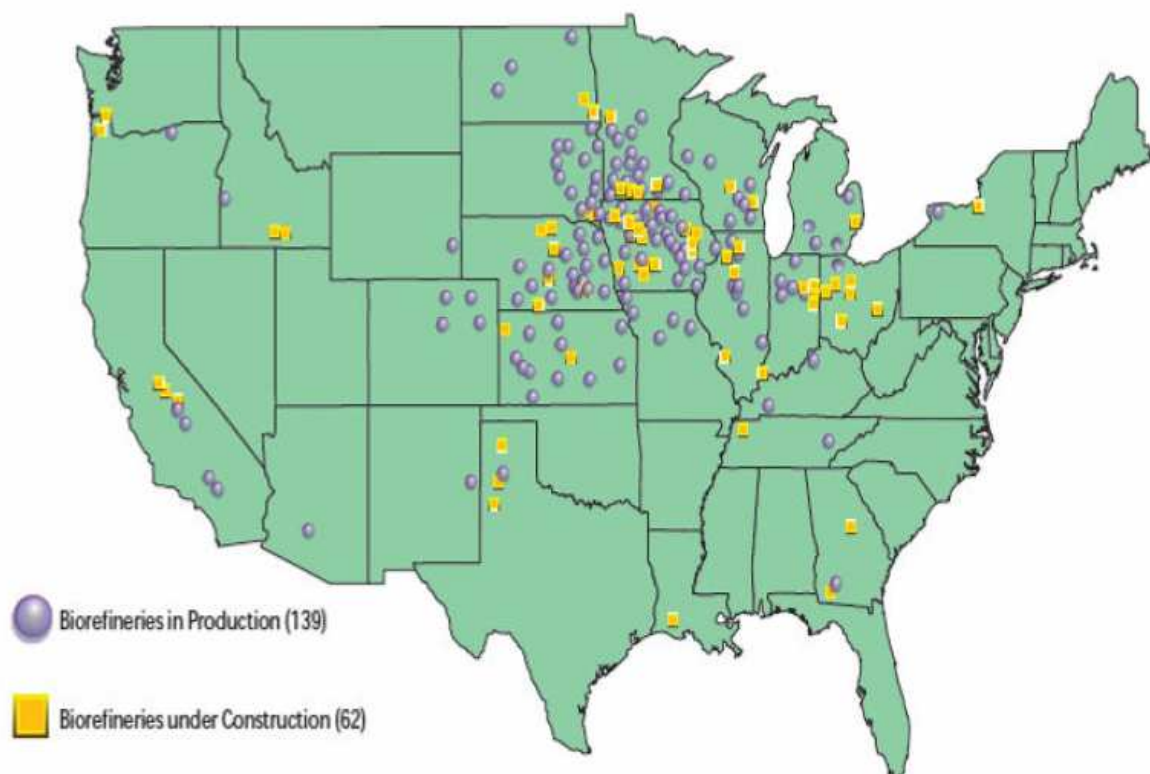 Biorefineries in Production (139)
Biorefineries under Construction (62)